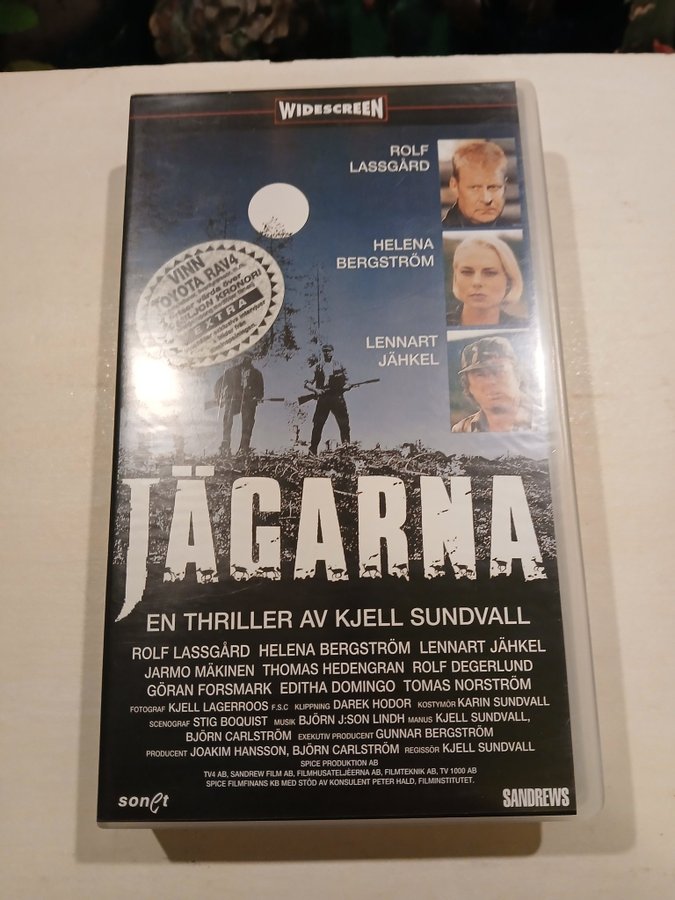 WIDESCREEN
ROLF
LASSGÅRD
HELENA
BERGSTRÖM
LENNART
JÄHKEL
VINN
TOYOTA RAV4
värda över
MILJON KRONOR!
EXTRA
JÄGARNA
EN THRILLER AV KJELL SUNDVALL
ROLF LASSGÅRD HELENA BERGSTRÖM LENNART JÄHKEL
JARMO MÄKINEN THOMAS HEDENGRAN ROLF DEGERLUND
GÖRAN FORSMARK EDITHA DOMINGO TOMAS NORSTRÖM
FOTOGRAF KJELL LAGERROOS F.S.C KLIPPNING DAREK HODOR KOSTYMÖR KARIN SUNDVALL
SCENOGRAF STIG BOQUIST MUSIK BJÖRN J:SON LINDH MANUS KJELL SUNDVALL,
BJÖRN CARLSTRÖM EXEKUTIV PRODUCENT GUNNAR BERGSTRÖM
PRODUCENT JOAKIM HANSSON, BJÖRN CARLSTRÖM REGISSÖR KJELL SUNDVALL
SPICE PRODUKTION AB
TV4 AB, SANDREW FILM AB, FILMHUSATELJÉERNA AB, FILMTEKNIK AB, TV 1000 AB
SPICE FILMFINANS KB MED STÖD AV KONSULENT PETER HALD, FILMINSTITUTET.
sonet
SANDREWS